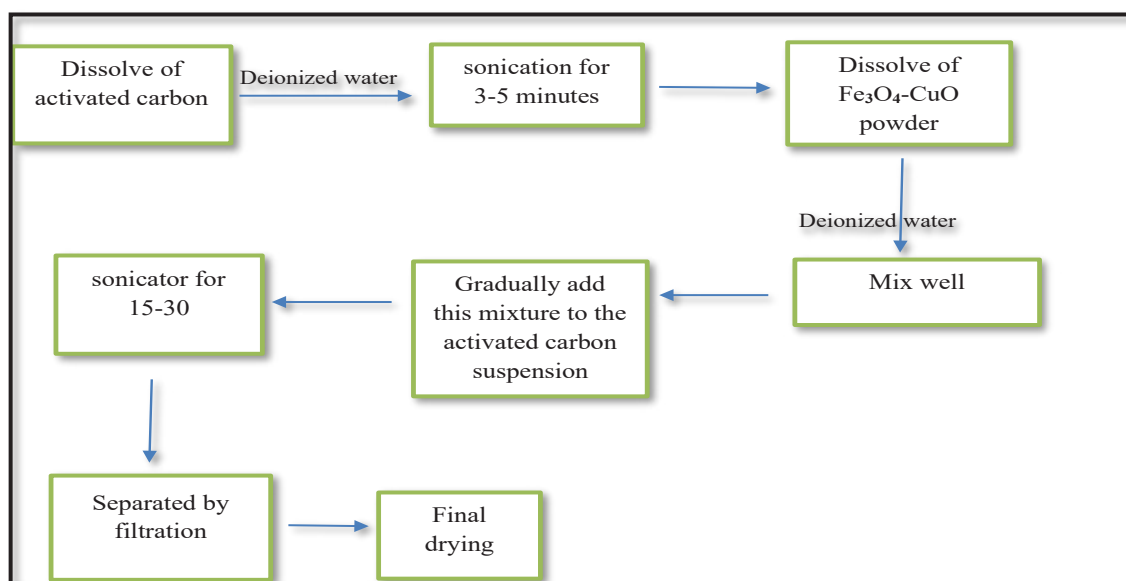 Dissolve of
activated carbon
Deionized water
sonication for
3-5 minutes
Dissolve of
Fe₃O₄-CuO
powder
Deionized water
Mix well
Gradually add
this mixture to the
activated carbon
suspension
sonicator for
15-30
Separated by
filtration
Final
drying